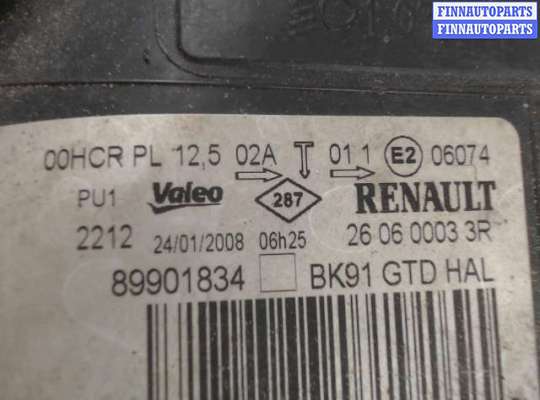 FINNAUTOPARTS
FINNAUTOPARTS
00HCR PL 12,5 02A T 01 1 E2 06074
PU1 Valeo 287 RENAULT
2212 24/01/2008 06h25 26 06 0003 3R
89901834 BK91 GTD HAL